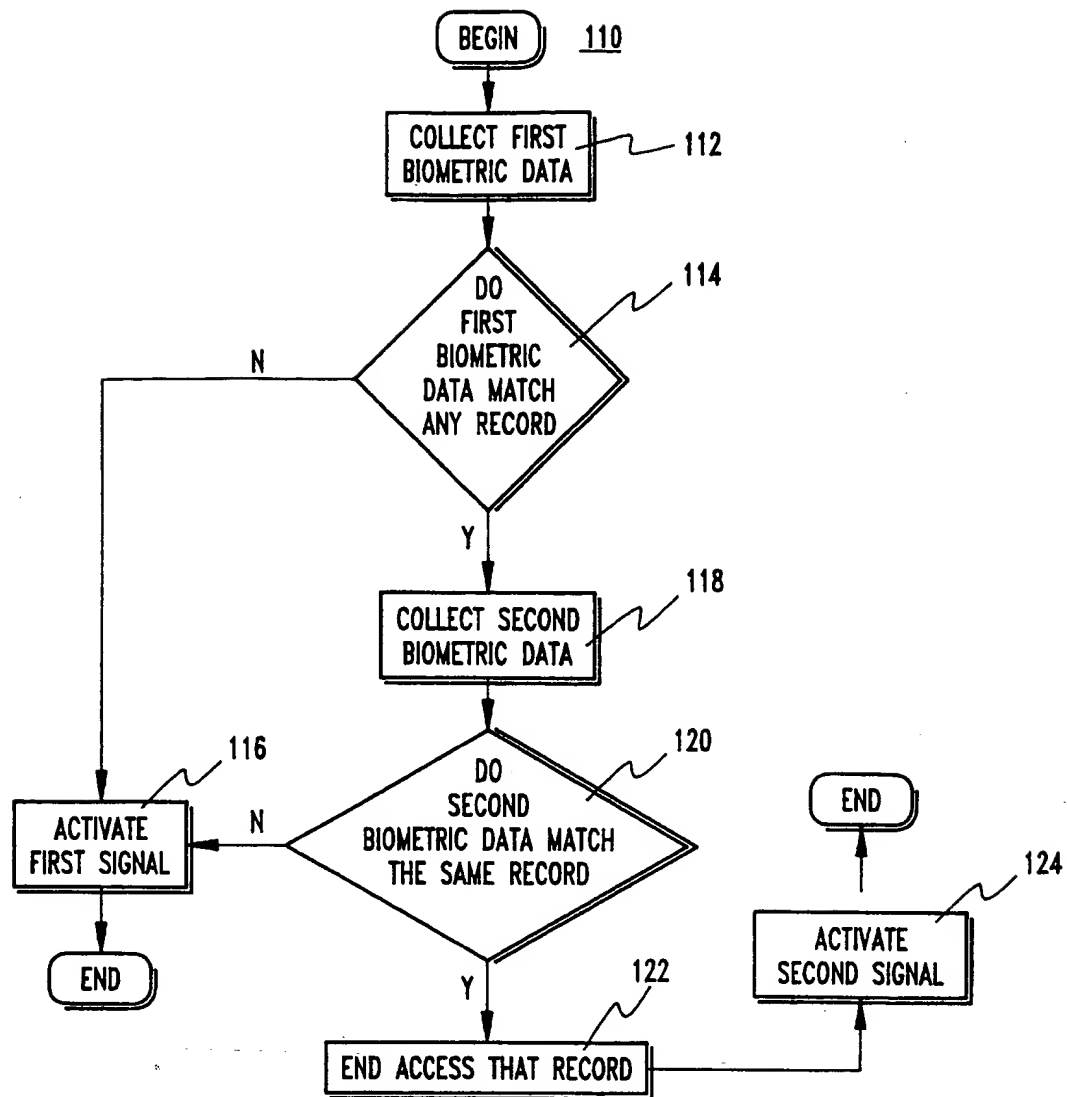 BEGIN
110
COLLECT FIRST
BIOMETRIC DATA
112
DO
FIRST
BIOMETRIC
DATA MATCH
ANY RECORD
114
N
Y
118
COLLECT SECOND
BIOMETRIC DATA
116
ACTIVATE
FIRST SIGNAL
N
DO
SECOND
BIOMETRIC DATA MATCH
THE SAME RECORD
120
END
124
ACTIVATE
SECOND SIGNAL
END
Y
122
END ACCESS THAT RECORD